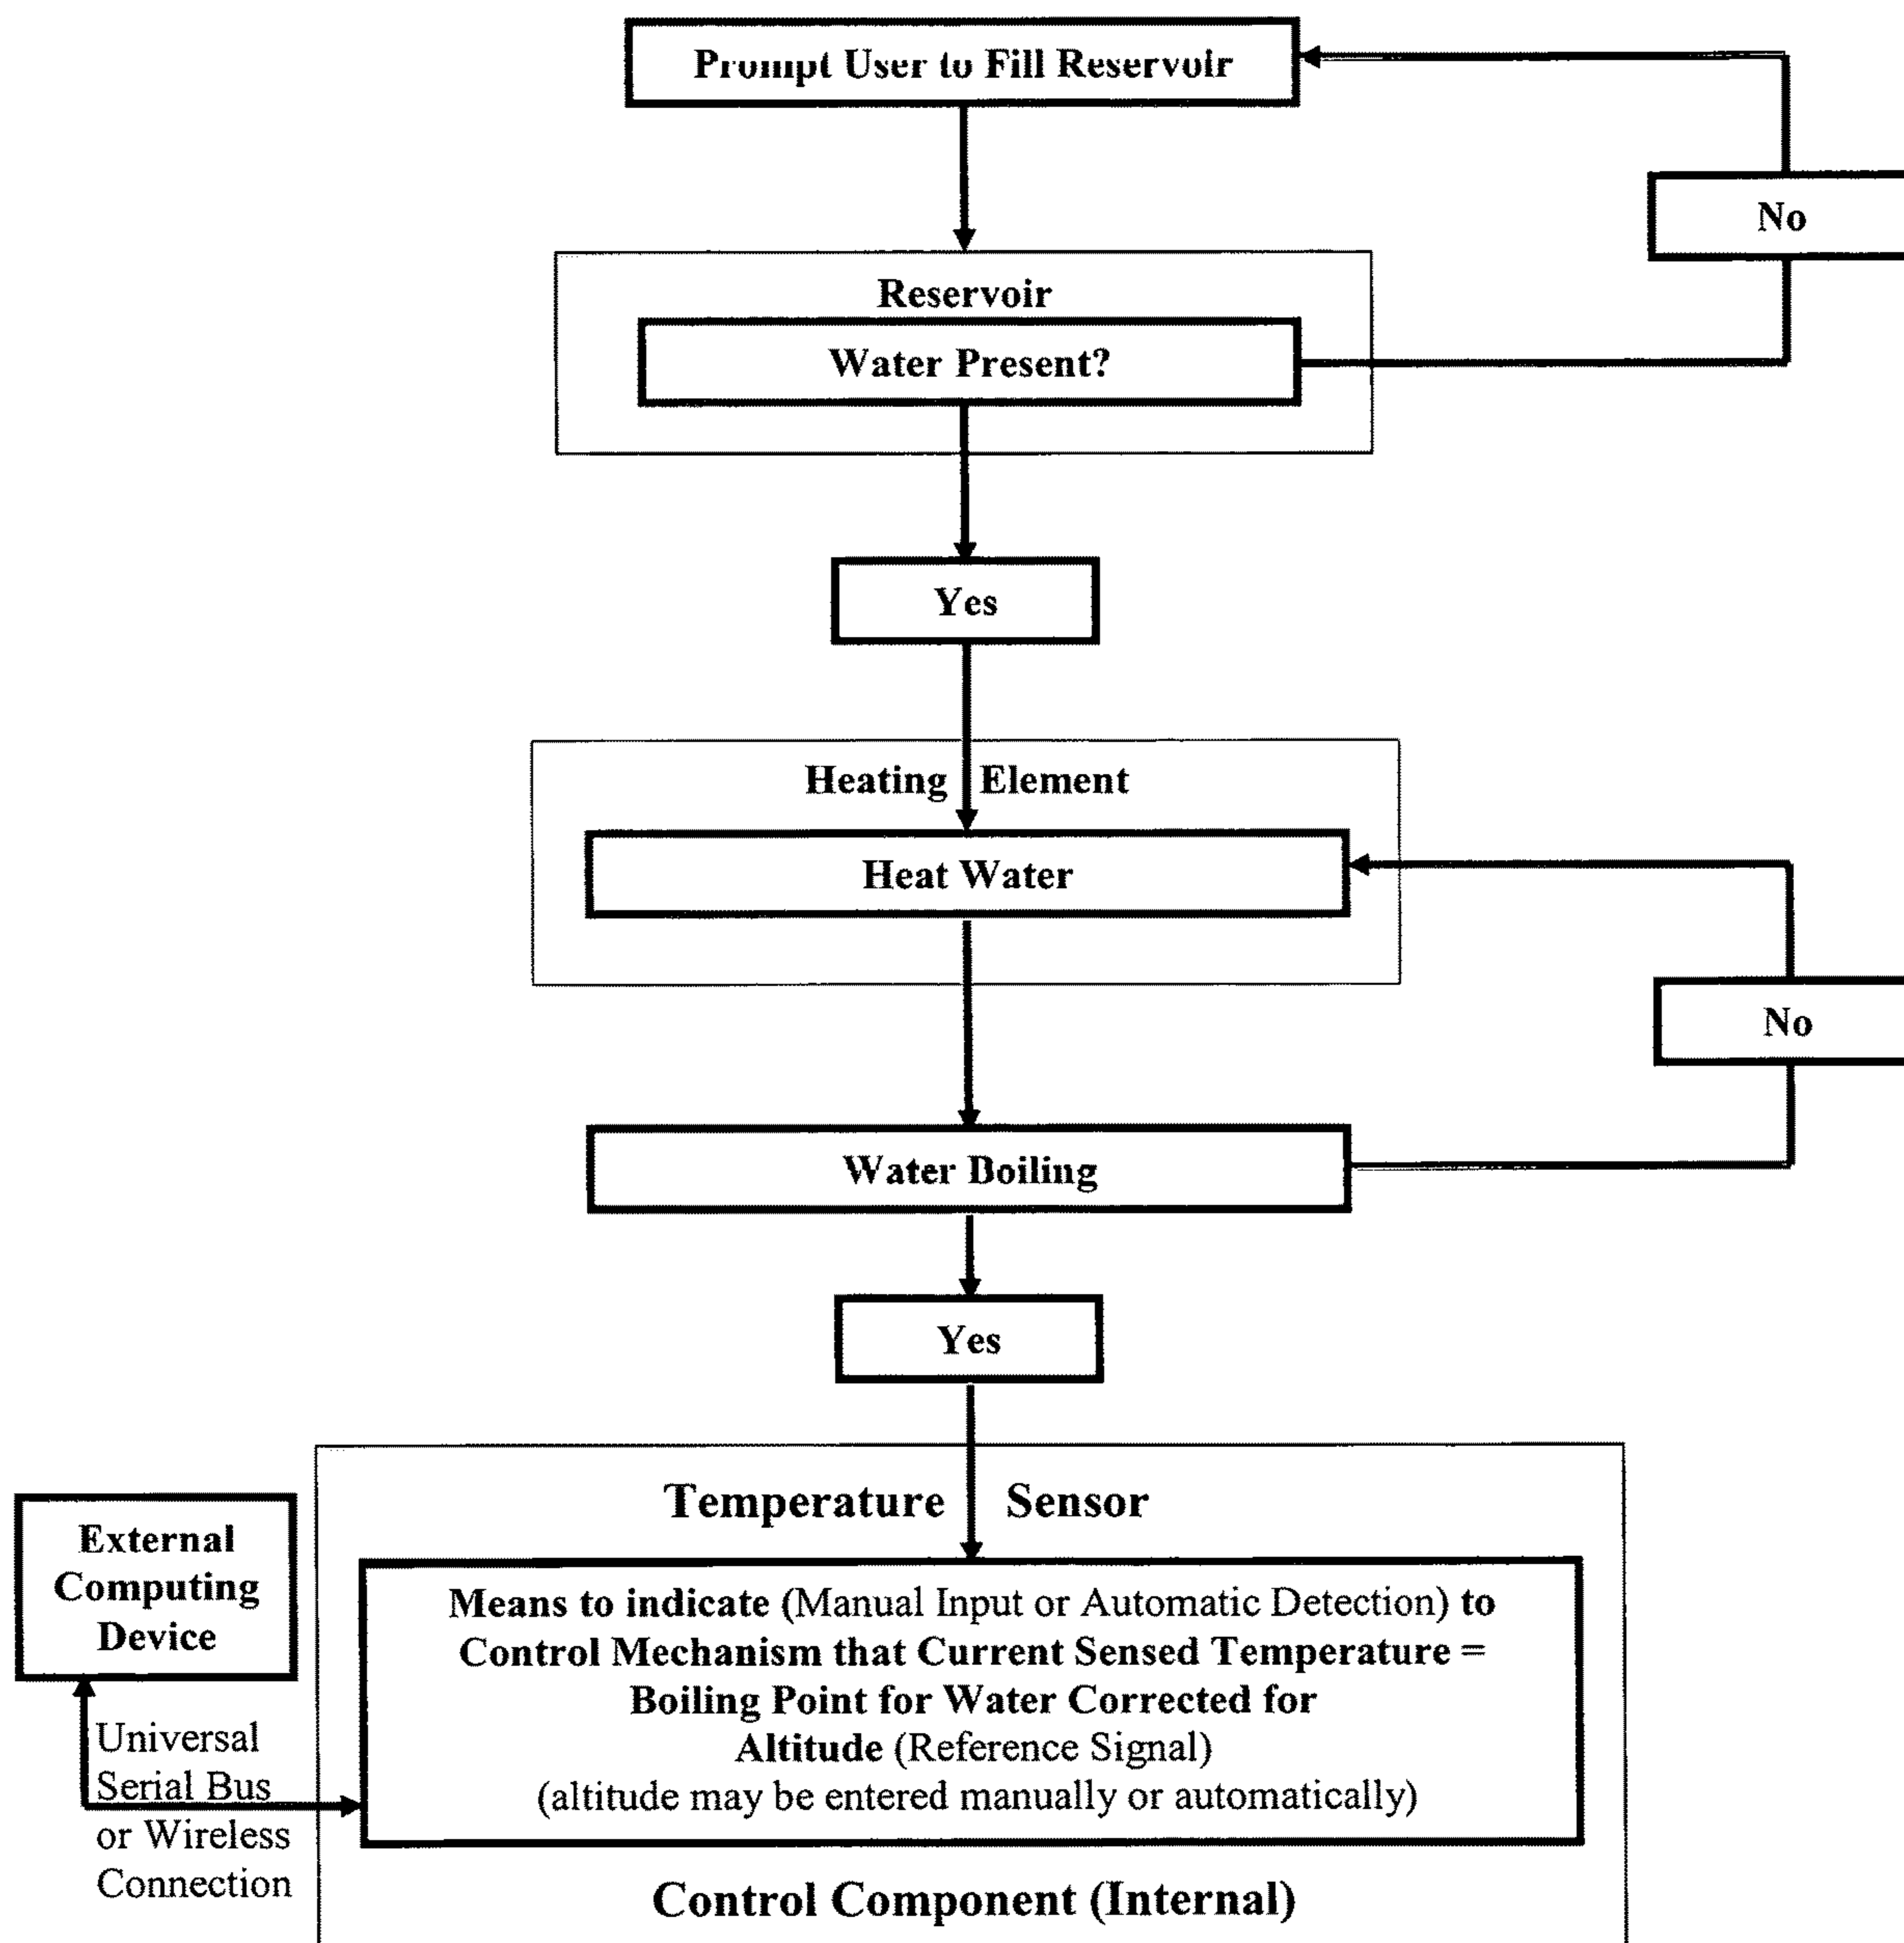 Prompt User to Fill Reservoir
No
Reservoir
Water Present?
Yes
Heating Element
Heat Water
No
Water Boiling
Yes
Temperature Sensor
External
Computing
Device
Means to indicate (Manual Input or Automatic Detection) to
Control Mechanism that Current Sensed Temperature =
Boiling Point for Water Corrected for
Altitude (Reference Signal)
(altitude may be entered manually or automatically)
Universal
Serial Bus
or Wireless
Connection
Control Component (Internal)